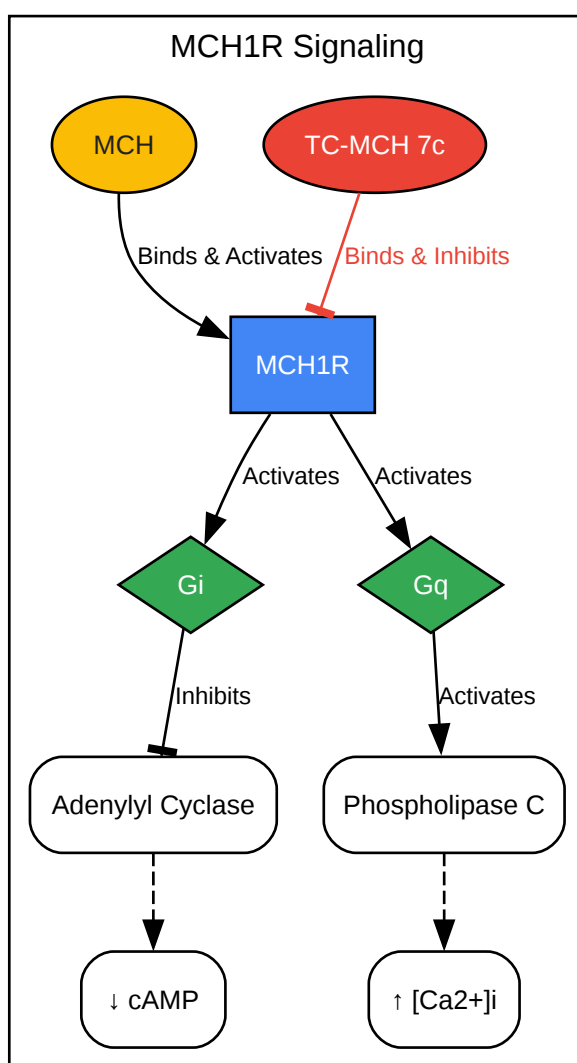 MCH1R Signaling
MCH
TC-MCH 7c
Binds & Activates
Binds & Inhibits
MCH1R
Activates
Activates
Gi
Gq
Inhibits
Activates
Adenylyl Cyclase
Phospholipase C
↓ cAMP
↑ [Ca2+]i